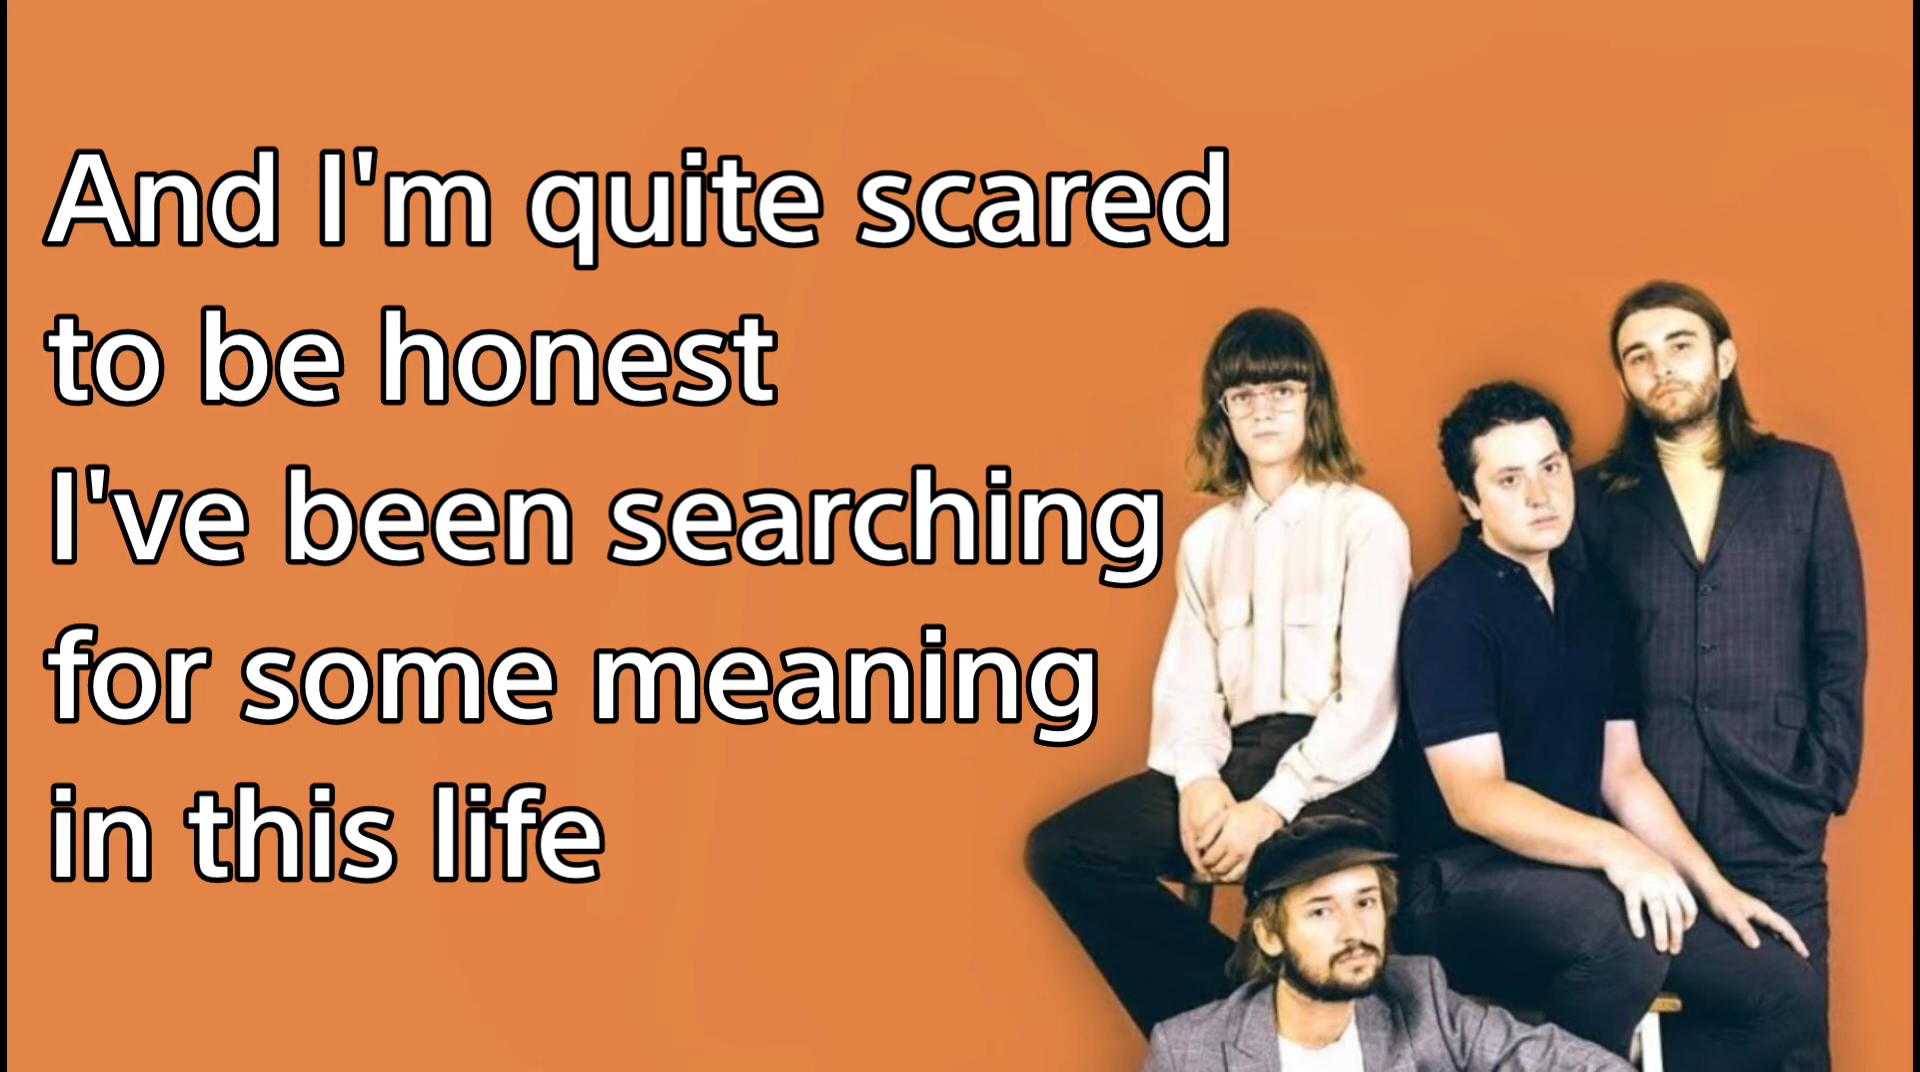 And I'm quite scared
to be honest
I've been searching
for some meaning
in this life